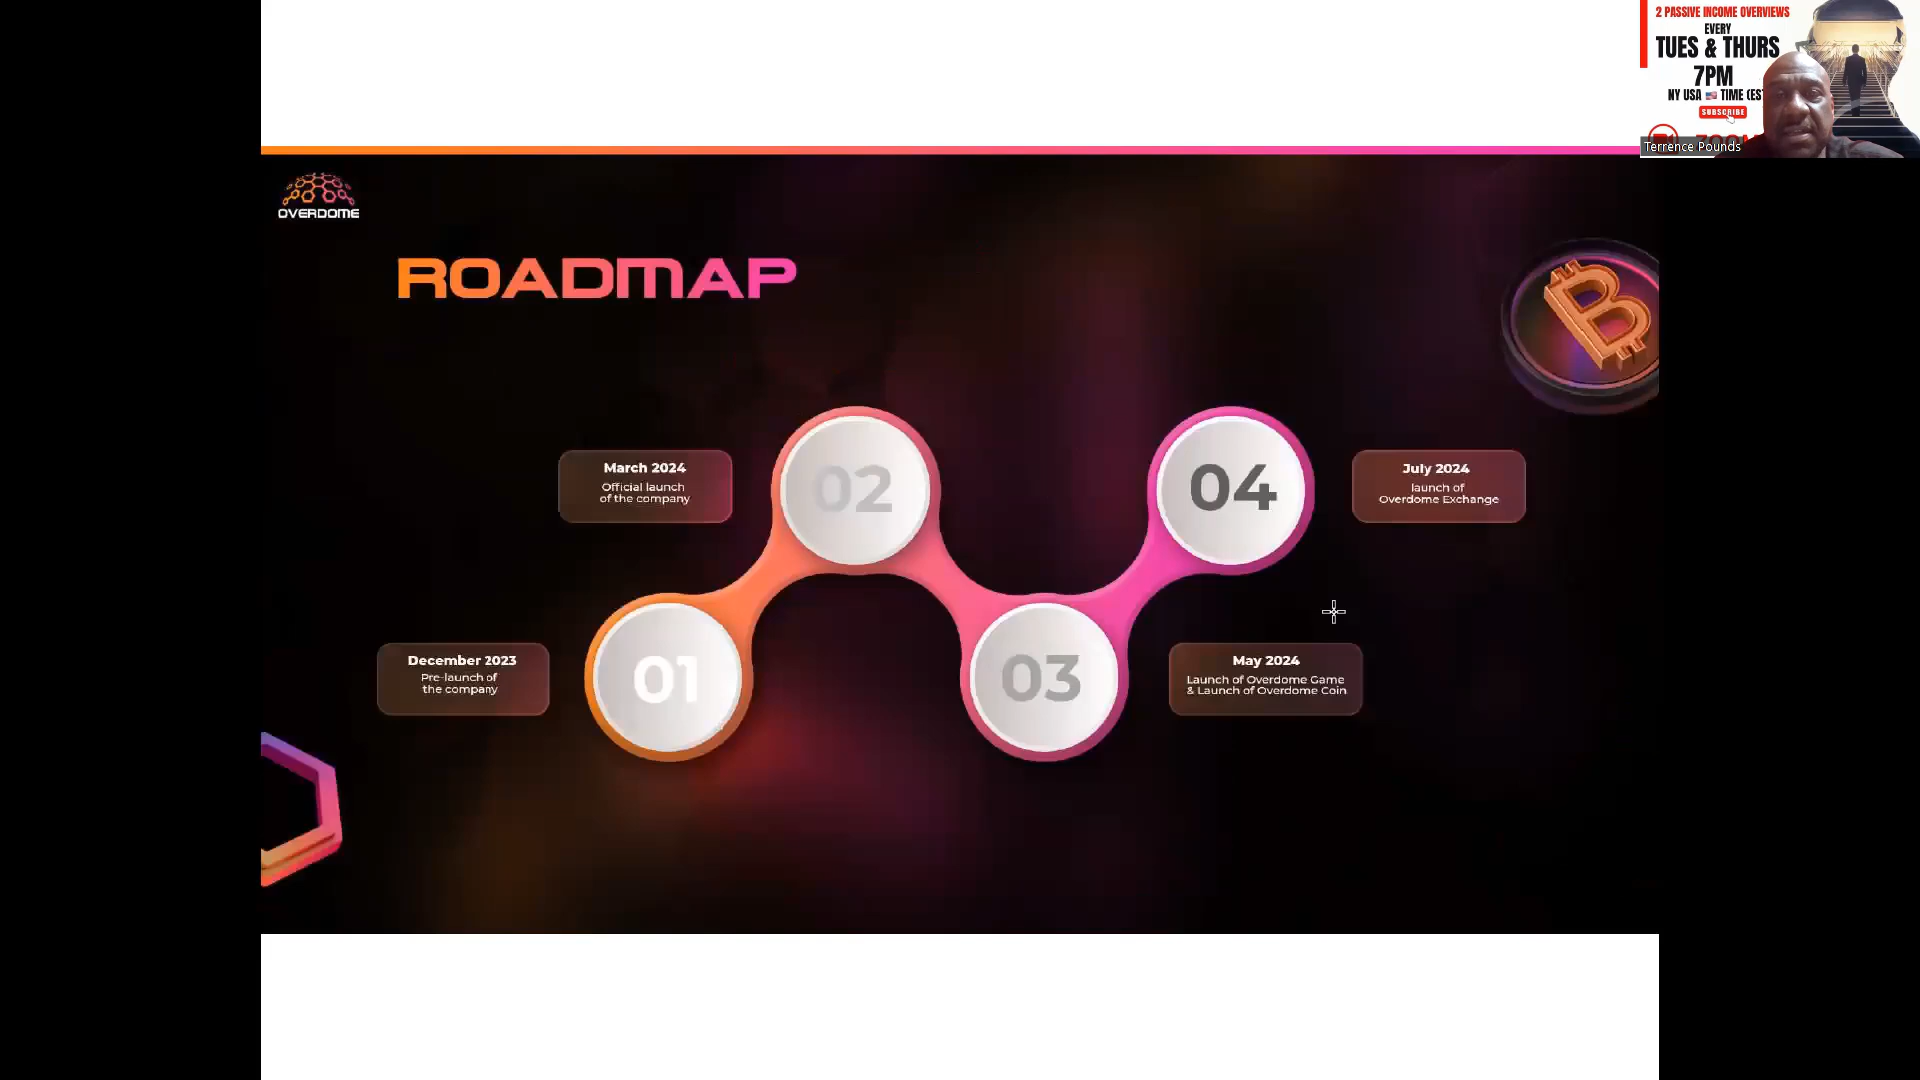 2 PASSIVE INCOME OVERVIEWS
EVERY
TUES & THURS
7PM
NY USA TIME (ES
SUBSCRIBE
Terrence Pounds
OVERDOME
ROADMAP
02
04
March 2024
Official launch
of the company
July 2024
launch of
Overdome Exchange
01
03
December 2023
Pre-launch of
the company
May 2024
Launch of Overdome Game
& Launch of Overdome Coin